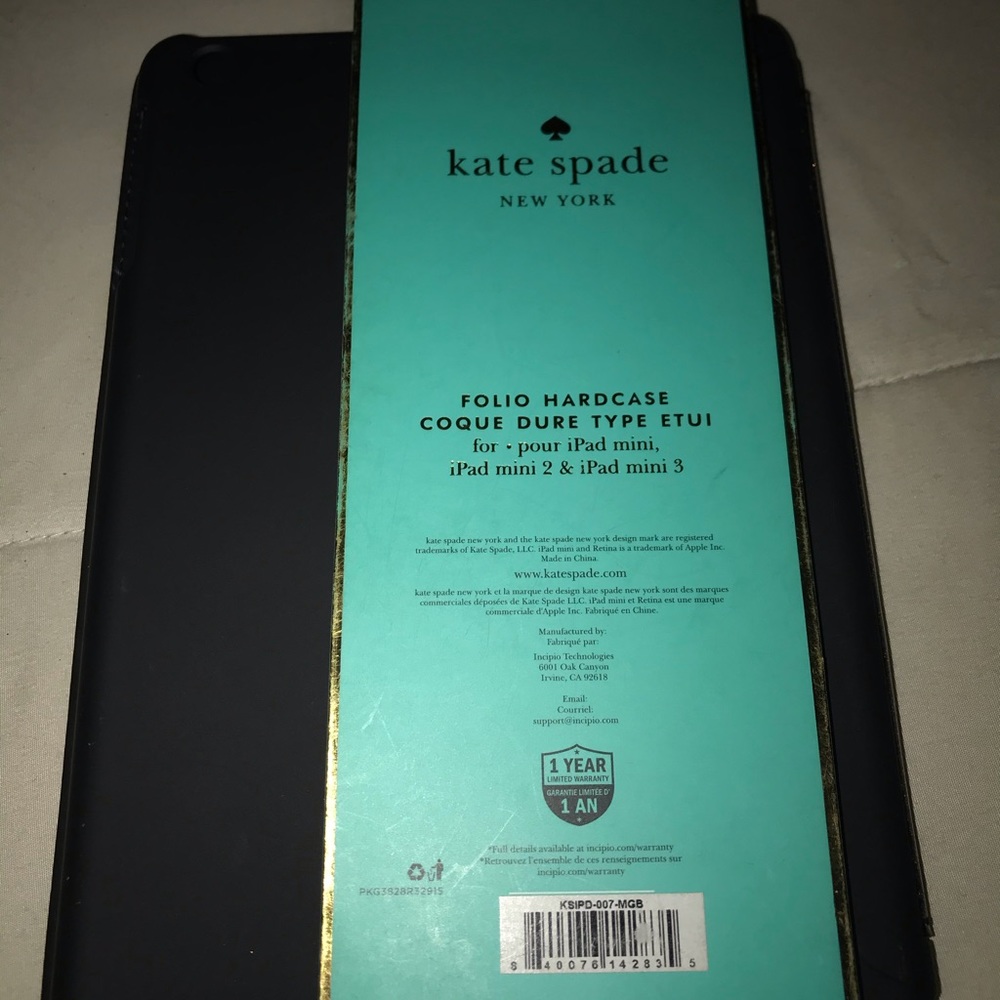 kate spade
NEW YORK
FOLIO HARDCASE
COQUE DURE TYPE ETUI
for • pour iPad mini,
iPad mini 2 & iPad mini 3
kate spade new york and the kate spade new york design mark are registered
trademarks of Kate Spade, LLC. iPad mini and Retina is a trademark of Apple Inc.
Made in China.
www.katespade.com
kate spade new york et la marque de design kate spade new york sont des marques
commerciales déposées de Kate Spade LLC. iPad mini et Retina est une marque
commerciale d'Apple Inc. Fabriqué en Chine.
Manufactured by:
Fabriqué par:
Incipio Technologies
6001 Oak Canyon
Irvine, CA 92618
Email:
Courriel:
support@incipio.com
1 YEAR
LIMITED WARRANTY
GARANTIE LIMITÉE D'
1 AN
*Full details available at incipio.com/warranty
*Retrouvez l'ensemble de ces renseignements sur
incipio.com/warranty
PKG3828R32915
KSIPD-007-MGB
8 40076 14283 5